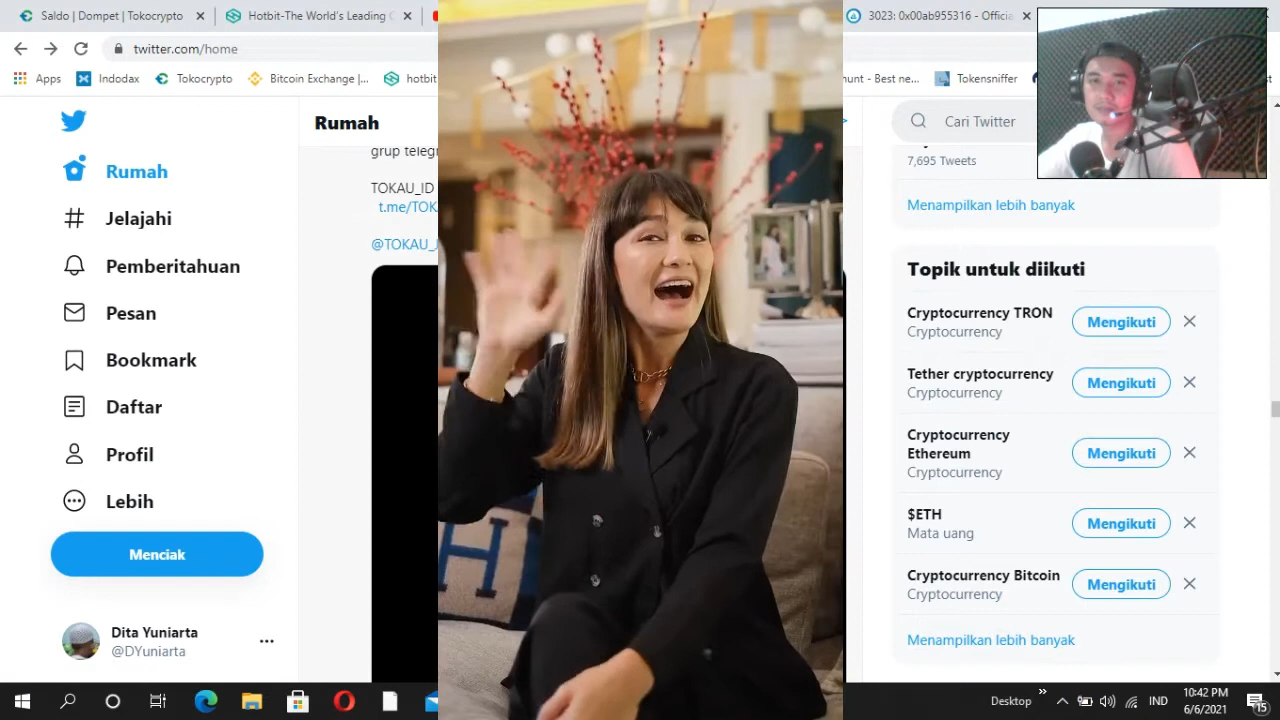 Saldo | Dompet | Tokocrypto
Hotbit-The World's Leading
3023: 0x00ab955316 - Officia
twitter.com/home
Apps
Indodax
Tokocrypto
Bitcoin Exchange |...
hotbit
unt - Best ne...
Tokensniffer
Rumah
Cari Twitter
grup telegr
TOKAU_ID
t.me/TOK
@TOKAU_
Rumah
Jelajahi
Pemberitahuan
Pesan
Bookmark
Daftar
Profil
Lebih
Menciak
Dita Yuniarta
@DYuniarta
H
7,695 Tweets
Menampilkan lebih banyak
Topik untuk diikuti
Cryptocurrency TRON
Cryptocurrency
Mengikuti
Tether cryptocurrency
Cryptocurrency
Mengikuti
Cryptocurrency
Ethereum
Cryptocurrency
Mengikuti
$ETH
Mata uang
Mengikuti
Cryptocurrency Bitcoin
Cryptocurrency
Mengikuti
Menampilkan lebih banyak
Desktop
IND
10:42 PM
6/6/2021
15